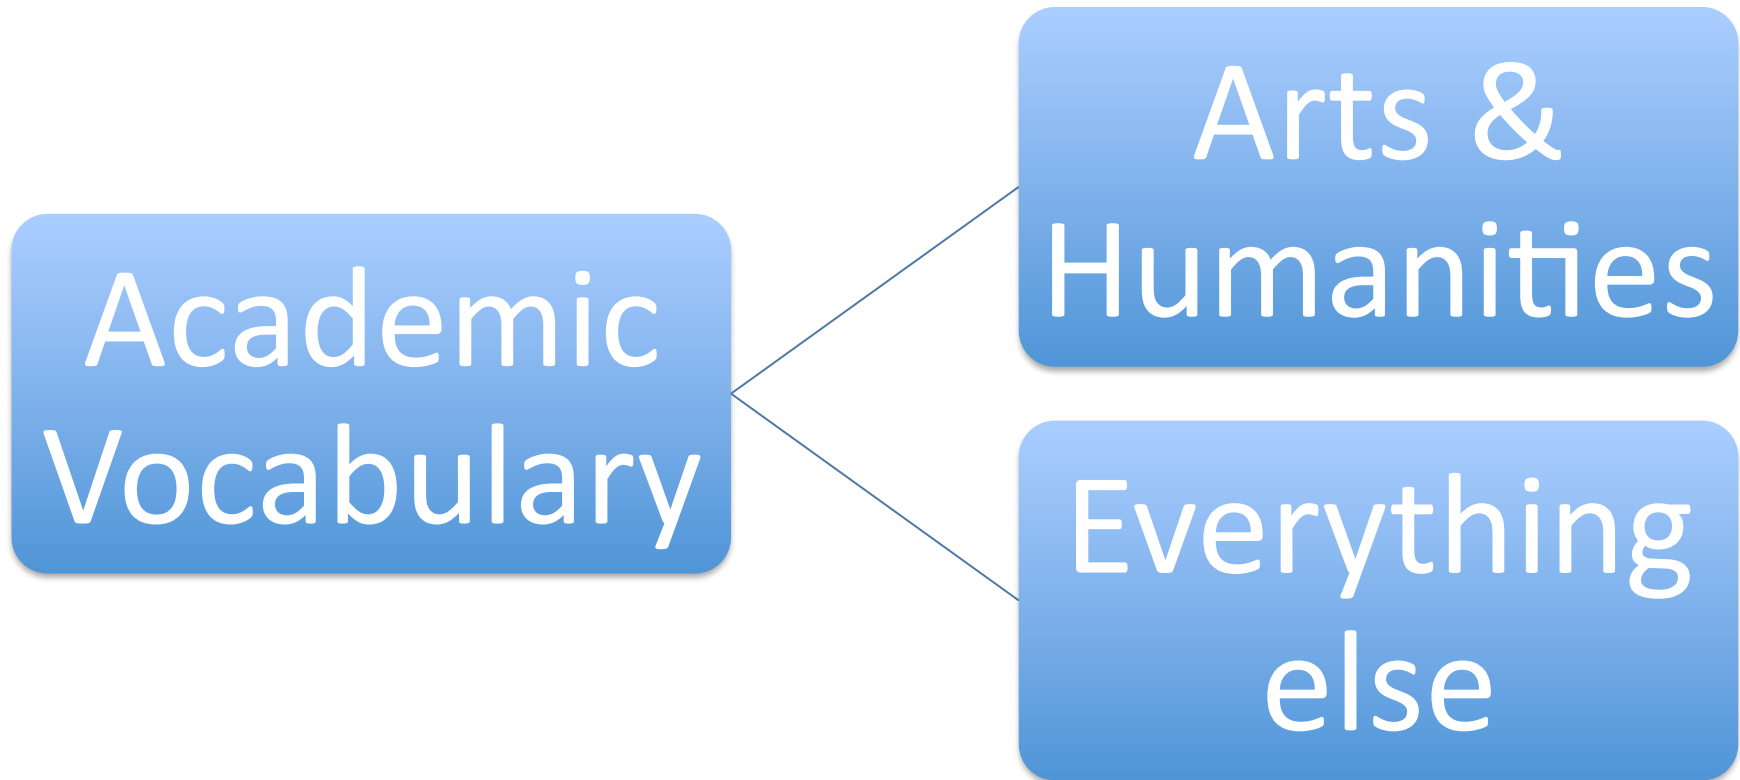 Academic
Vocabulary
Arts &
Humanities
Everything
else